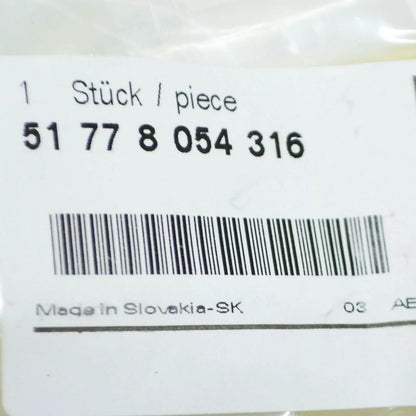 1 Stück / piece
51 77 8 054 316
Made in Slovakia-SK 03 AE